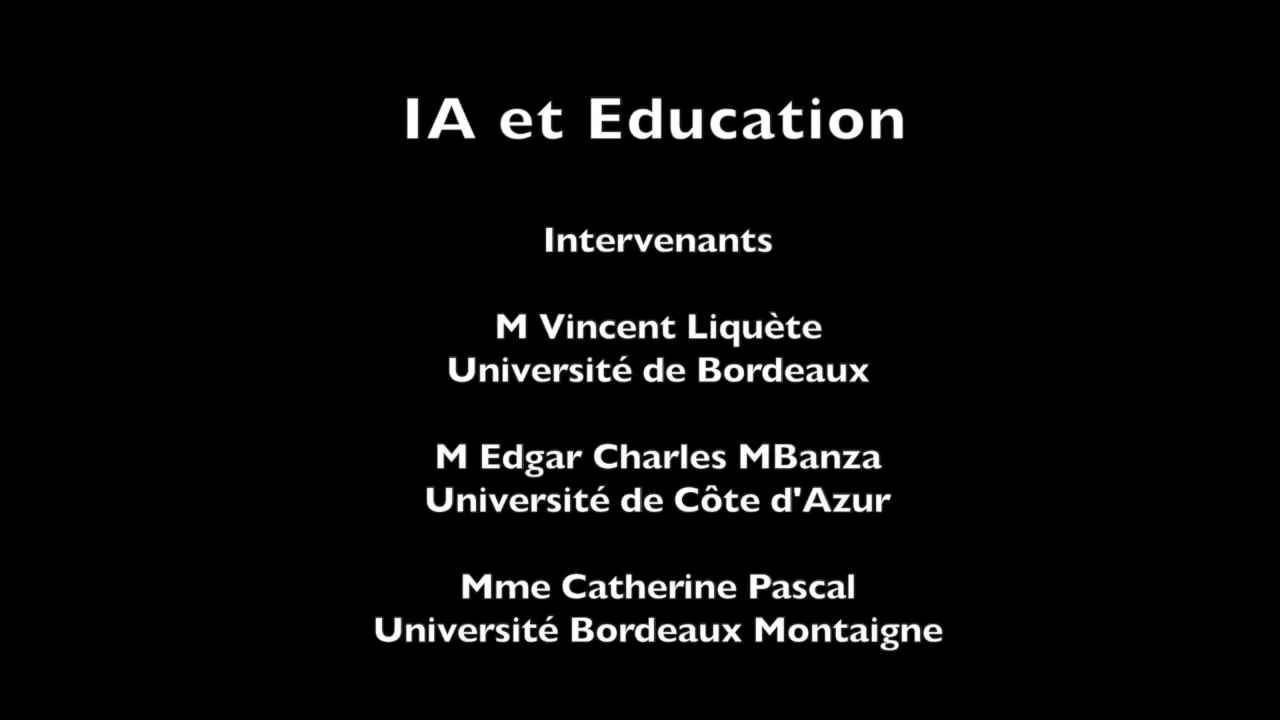 IA et Education
Intervenants
M Vincent Liquète
Université de Bordeaux
M Edgar Charles MBanza
Université de Côte d'Azur
Mme Catherine Pascal
Université Bordeaux Montaigne